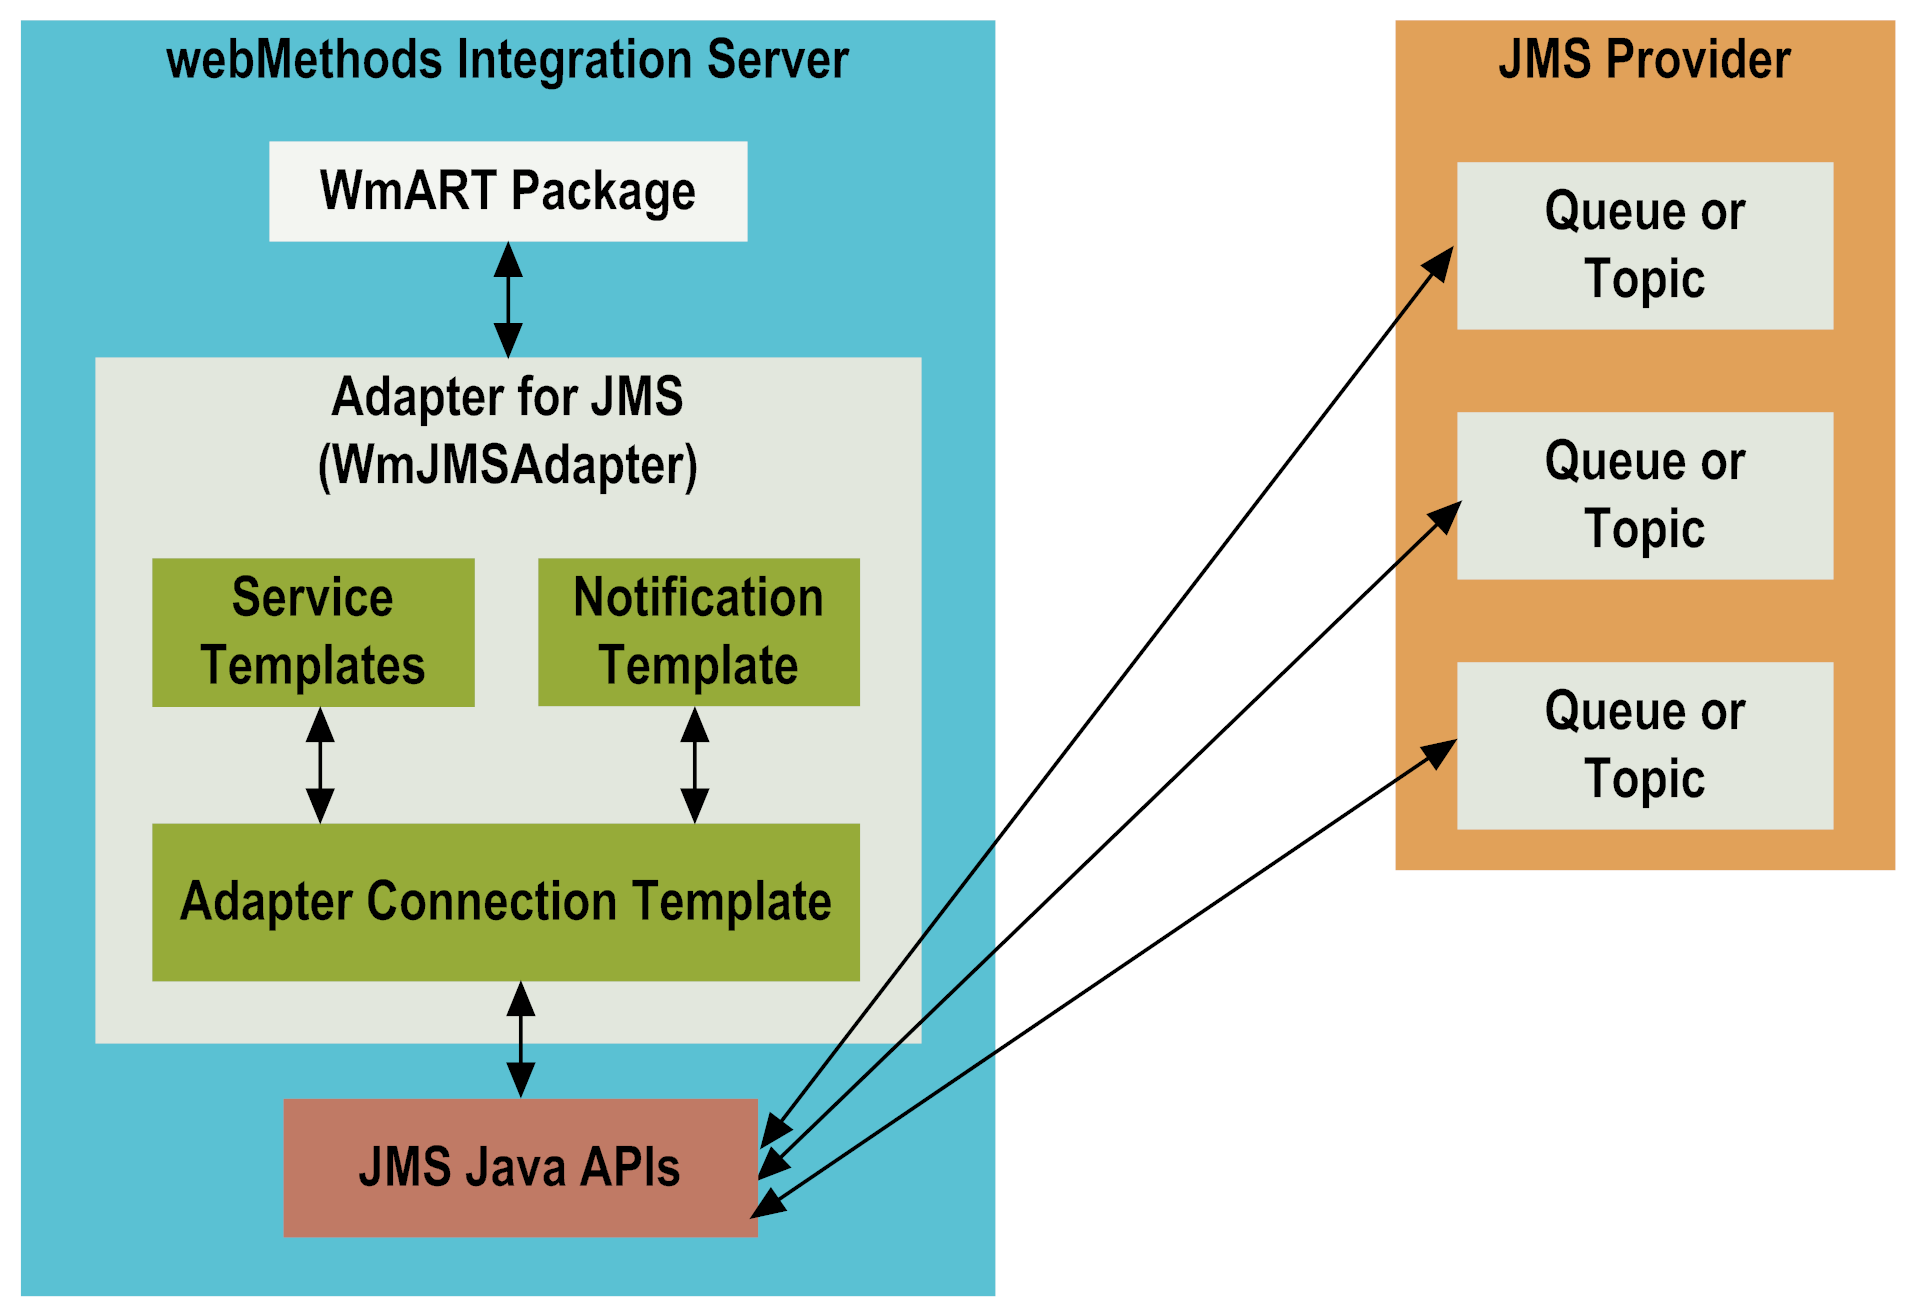 webMethods Integration Server
WmART Package
Adapter for JMS
(WmJMSAdapter)
Service
Templates
Notification
Template
Adapter Connection Template
JMS Java APIs
JMS Provider
Queue or
Topic
Queue or
Topic
Queue or
Topic